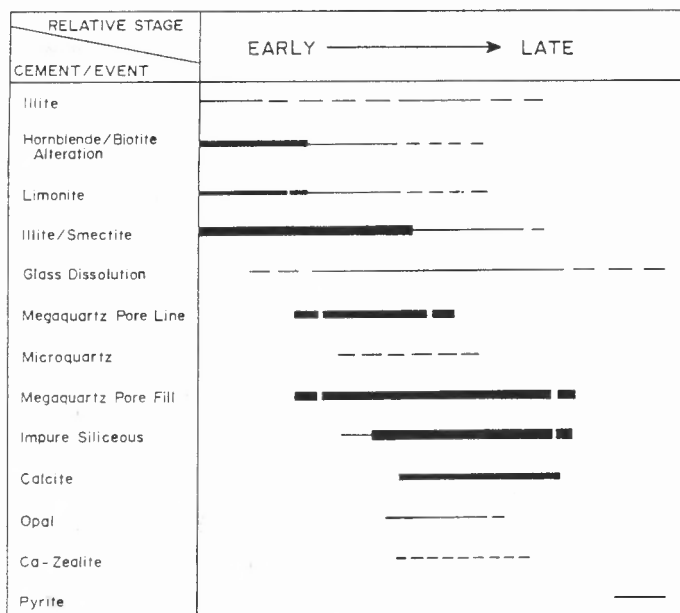 RELATIVE STAGE
EARLY LATE
CEMENT/EVENT
Illite
Hornblende/Biotite
Alteration
Limonite
Illite/Smectite
Glass Dissolution
Megaquartz Pore Line
Microquartz
Megaquartz Pore Fill
Impure Siliceous
Calcite
Opal
Ca-Zealite
Pyrite